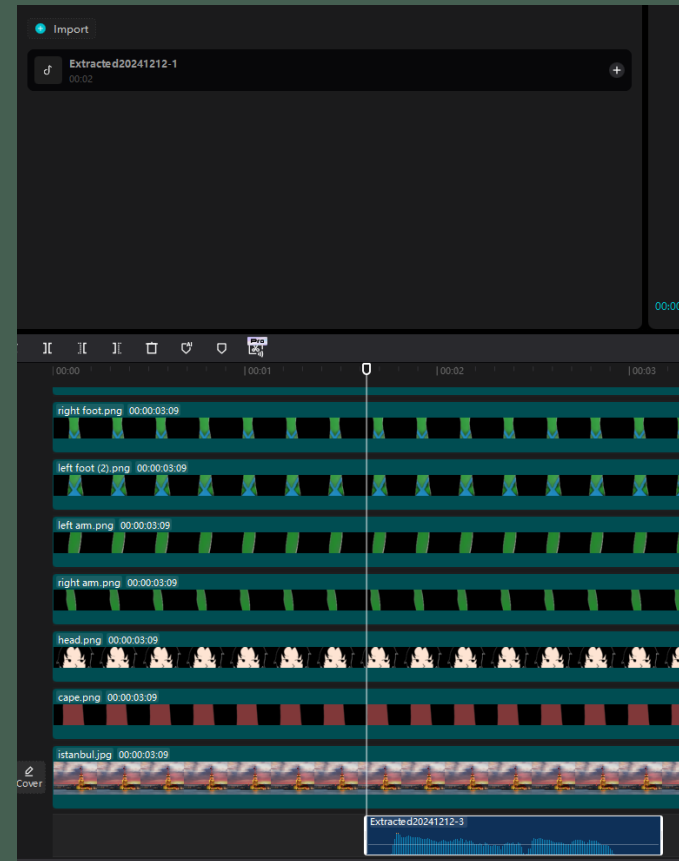 Import
Extracted20241212-1
00:02
00:00
Pro
00:00 00:01 00:02 00:03
right foot.png 00:00:03:09
left foot (2).png 00:00:03:09
left arm.png 00:00:03:09
right arm.png 00:00:03:09
head.png 00:00:03:09
cape.png 00:00:03:09
istanbul.jpg 00:00:03:09
Cover
Extracted20241212-3